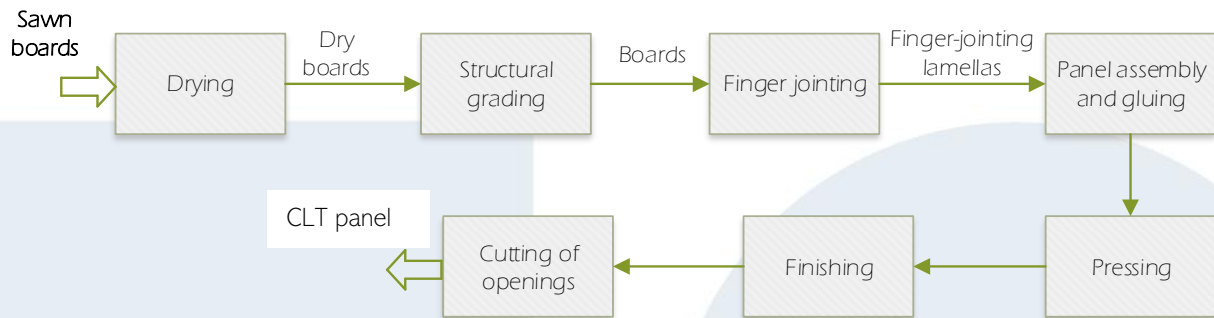 Sawn
boards
Drying
Dry
boards
Structural
grading
Boards
Finger jointing
Finger-jointing
lamellas
Panel assembly
and gluing
CLT panel
Cutting of
openings
Finishing
Pressing